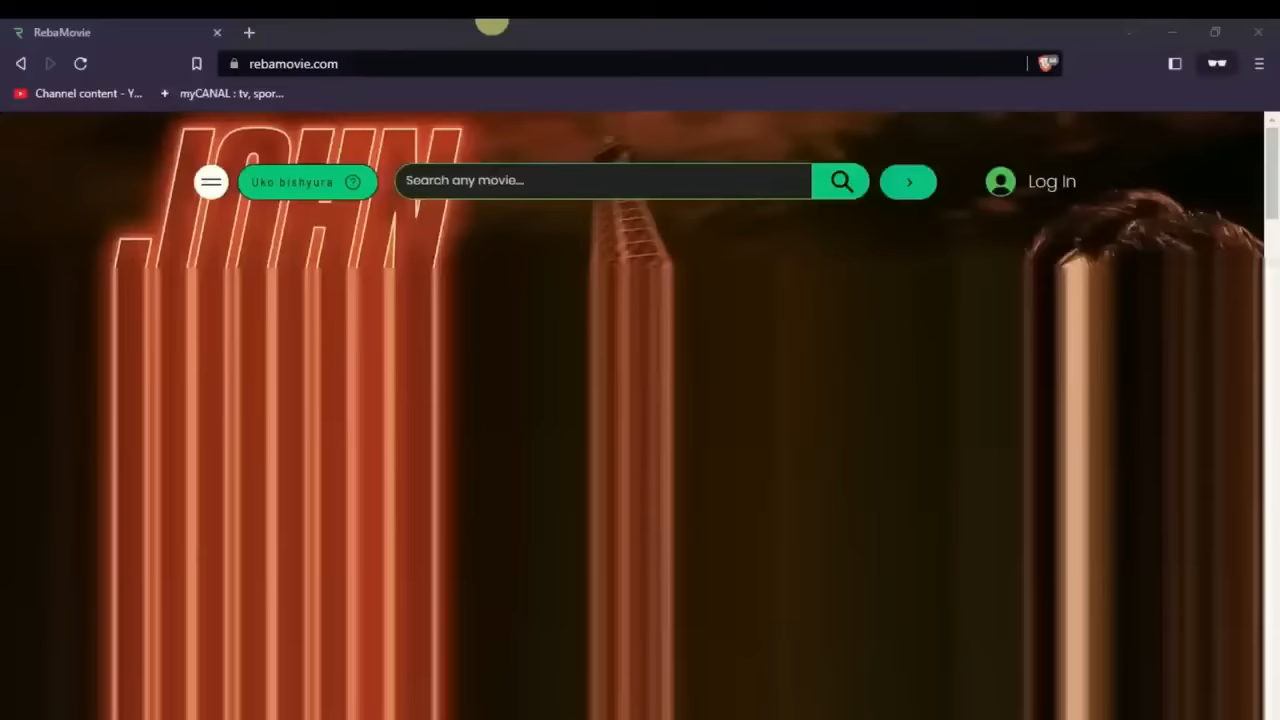 RebaMovie
rebamovie.com
Channel content - Y...
myCANAL : tv, spor...
JOHN
Uko bishyura
Search any movie...
Log In